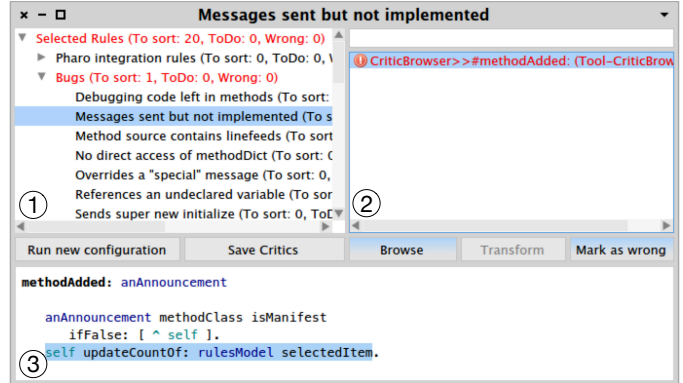 Messages sent but not implemented
Selected Rules (To sort: 20, ToDo: 0, Wrong: 0)
Pharo integration rules (To sort: 0, ToDo: 0,
Bugs (To sort: 1, ToDo: 0, Wrong: 0)
Debugging code left in methods (To sort:
Messages sent but not implemented (To s
Method source contains linefeeds (To sort
No direct access of methodDict (To sort: 0
Overrides a "special" message (To sort: 0,
References an undeclared variable (To sor
Sends super new initialize (To sort: 0, ToD
1
CriticBrowser>>#methodAdded: (Tool-CriticBrow
2
Run new configuration
Save Critics
Browse
Transform
Mark as wrong
methodAdded: anAnnouncement
anAnnouncement methodClass isManifest
ifFalse: [ ^ self ].
self updateCountOf: rulesModel selectedItem.
3